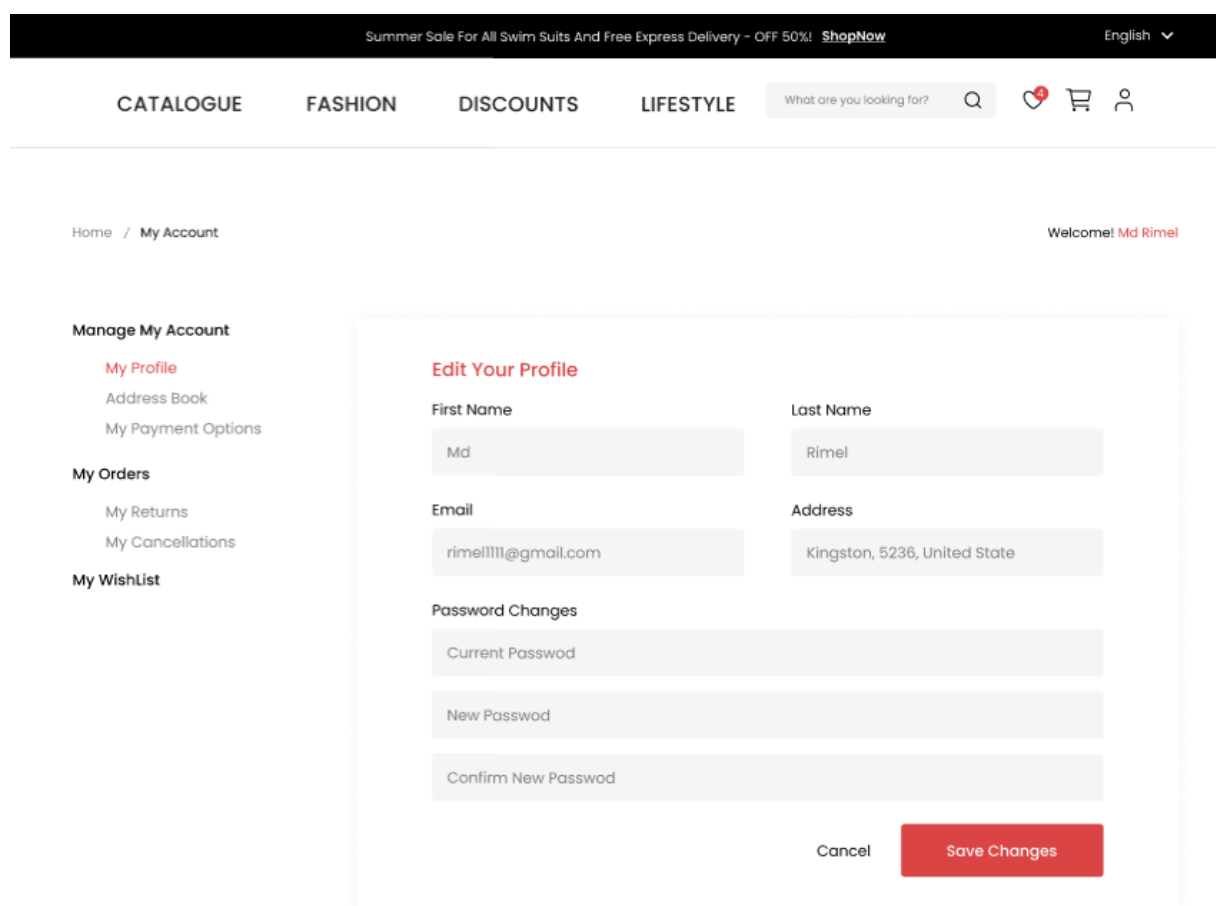 Summer Sale For All Swim Suits And Free Express Delivery - OFF 50%! ShopNow English
CATALOGUE FASHION DISCOUNTS LIFESTYLE What are you looking for? 4
Home / My Account Welcome! Md Rimel
Manage My Account
My Profile
Address Book
My Payment Options
My Orders
My Returns
My Cancellations
My WishList
Edit Your Profile
First Name Last Name
Md Rimel
Email Address
rimel1111@gmail.com Kingston, 5236, United State
Password Changes
Current Passwod
New Passwod
Confirm New Passwod
Cancel Save Changes